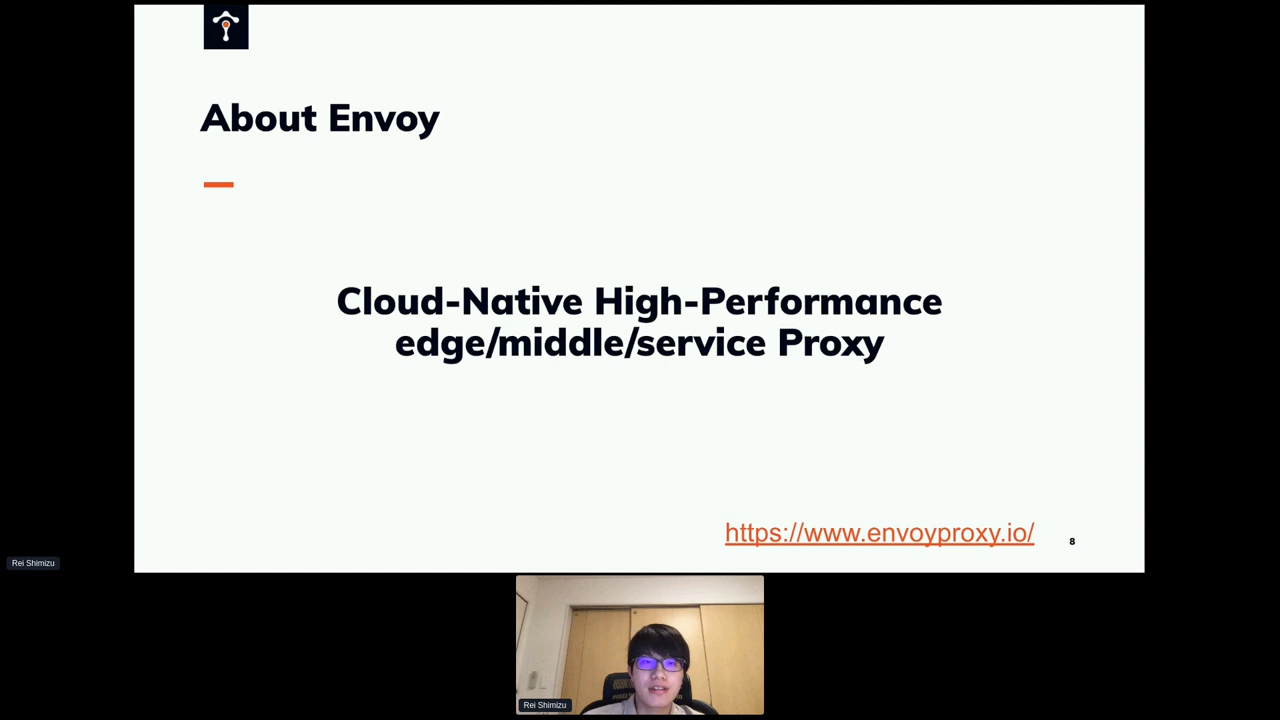 About Envoy
Cloud-Native High-Performance
edge/middle/service Proxy
https://www.envoyproxy.io/
8
Rei Shimizu
Rei Shimizu